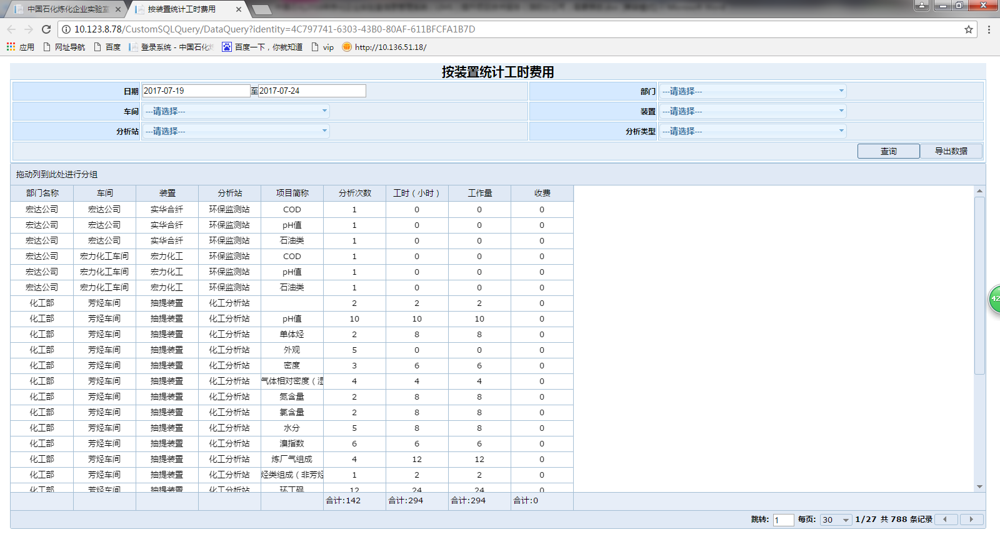 中国石化炼化企业实验室
按装置统计工时费用
10.123.8.78/CustomSQLQuery/DataQuery?identity=4C797741-6303-43B0-80AF-611BFCFA1B7D
应用 网址导航 百度 登录系统 - 中国石化炼 百度一下，你就知道 vip http://10.136.51.18/
按装置统计工时费用
日期 2017-07-19 至 2017-07-24 部门 ---请选择---
车间 ---请选择--- 装置 ---请选择---
分析站 ---请选择--- 分析类型 ---请选择---
查询 导出数据
拖动列到此处进行分组
部门名称 车间 装置 分析站 项目简称 分析次数 工时（小时） 工作量 收费
宏达公司 宏达公司 实华合纤 环保监测站 COD 1 0 0 0
宏达公司 宏达公司 实华合纤 环保监测站 pH值 1 0 0 0
宏达公司 宏达公司 实华合纤 环保监测站 石油类 1 0 0 0
宏达公司 宏力化工车间 宏力化工 环保监测站 COD 1 0 0 0
宏达公司 宏力化工车间 宏力化工 环保监测站 pH值 1 0 0 0
宏达公司 宏力化工车间 宏力化工 环保监测站 石油类 1 0 0 0
化工部 芳烃车间 抽提装置 化工分析站 2 2 2 0
化工部 芳烃车间 抽提装置 化工分析站 pH值 10 10 10 0
化工部 芳烃车间 抽提装置 化工分析站 单体烃 2 8 8 0
化工部 芳烃车间 抽提装置 化工分析站 外观 5 0 0 0
化工部 芳烃车间 抽提装置 化工分析站 密度 3 6 6 0
化工部 芳烃车间 抽提装置 化工分析站 气体相对密度（湿 4 4 4 0
化工部 芳烃车间 抽提装置 化工分析站 氮含量 2 8 8 0
化工部 芳烃车间 抽提装置 化工分析站 氯含量 2 8 8 0
化工部 芳烃车间 抽提装置 化工分析站 水分 5 8 8 0
化工部 芳烃车间 抽提装置 化工分析站 溴指数 6 6 6 0
化工部 芳烃车间 抽提装置 化工分析站 炼厂气组成 4 12 12 0
化工部 芳烃车间 抽提装置 化工分析站 烃类组成（非芳烃 1 2 2 0
化工部 芳烃车间 抽提装置 化工分析站 环丁砜 12 24 24 0
合计:142 合计:294 合计:294 合计:0
跳转: 1 每页: 30 1/27 共 788 条记录
42